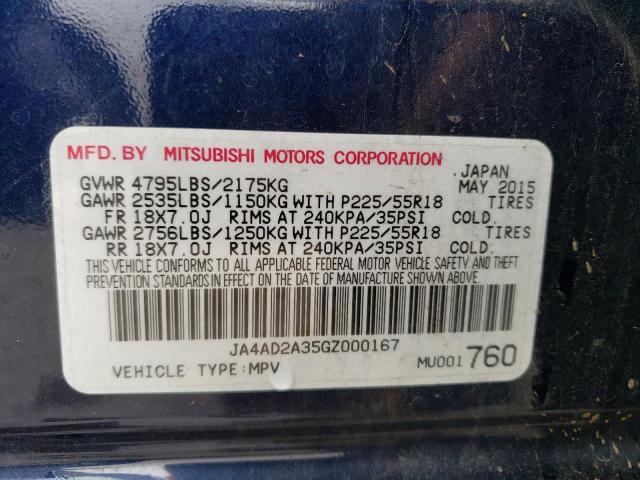 MFD. BY MITSUBISHI MOTORS CORPORATION
JAPAN
GVWR 4795LBS/2175KG MAY 2015
GAWR 2535LBS/1150KG WITH P225/55R18 TIRES
FR 18X7.0J RIMS AT 240KPA/35PSI COLD.
GAWR 2756LBS/1250KG WITH P225/55R18 TIRES
RR 18X7.0J RIMS AT 240KPA/35PSI COLD.
THIS VEHICLE CONFORMS TO ALL APPLICABLE FEDERAL MOTOR VEHICLE SAFETY AND THEFT
PREVENTION STANDARDS IN EFFECT ON THE DATE OF MANUFACTURE SHOWN ABOVE.
JA4AD2A35GZ000167
VEHICLE TYPE:MPV MU001760